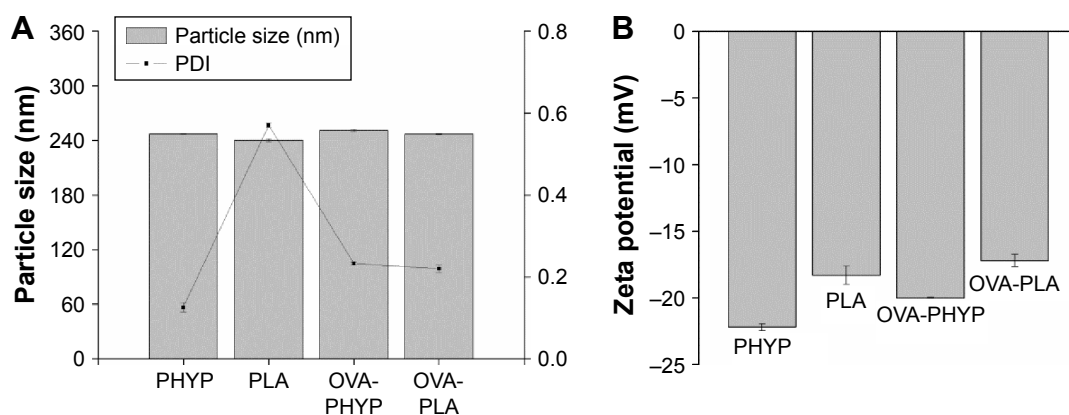 A
Particle size (nm)
PDI
Particle size (nm)
360
300
240
180
120
60
0
0.8
0.6
0.4
0.2
0.0
PHYP
PLA
OVA-
PHYP
OVA-
PLA
B
Zeta potential (mV)
0
−5
−10
−15
−20
−25
PHYP
PLA
OVA-PHYP
OVA-PLA